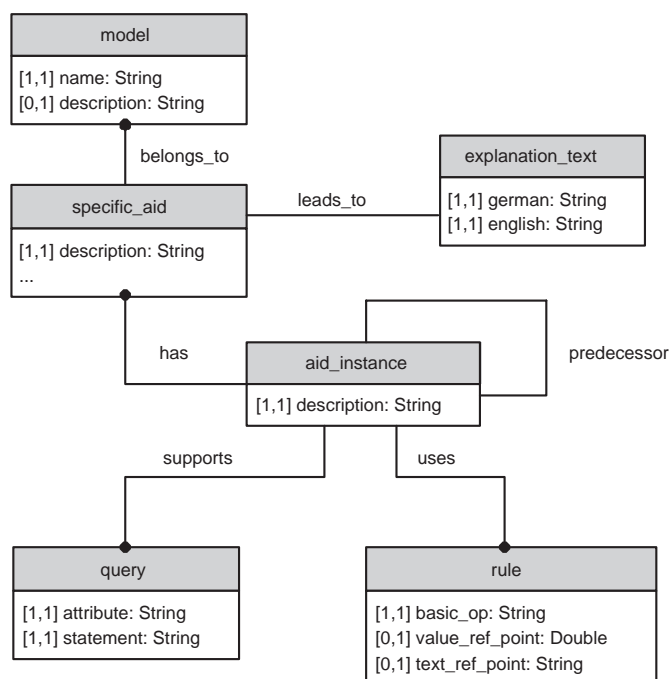 model
[1,1] name: String
[0,1] description: String
belongs_to
explanation_text
[1,1] german: String
[1,1] english: String
specific_aid
leads_to
[1,1] description: String
...
has
aid_instance
predecessor
[1,1] description: String
supports
uses
query
[1,1] attribute: String
[1,1] statement: String
rule
[1,1] basic_op: String
[0,1] value_ref_point: Double
[0,1] text_ref_point: String